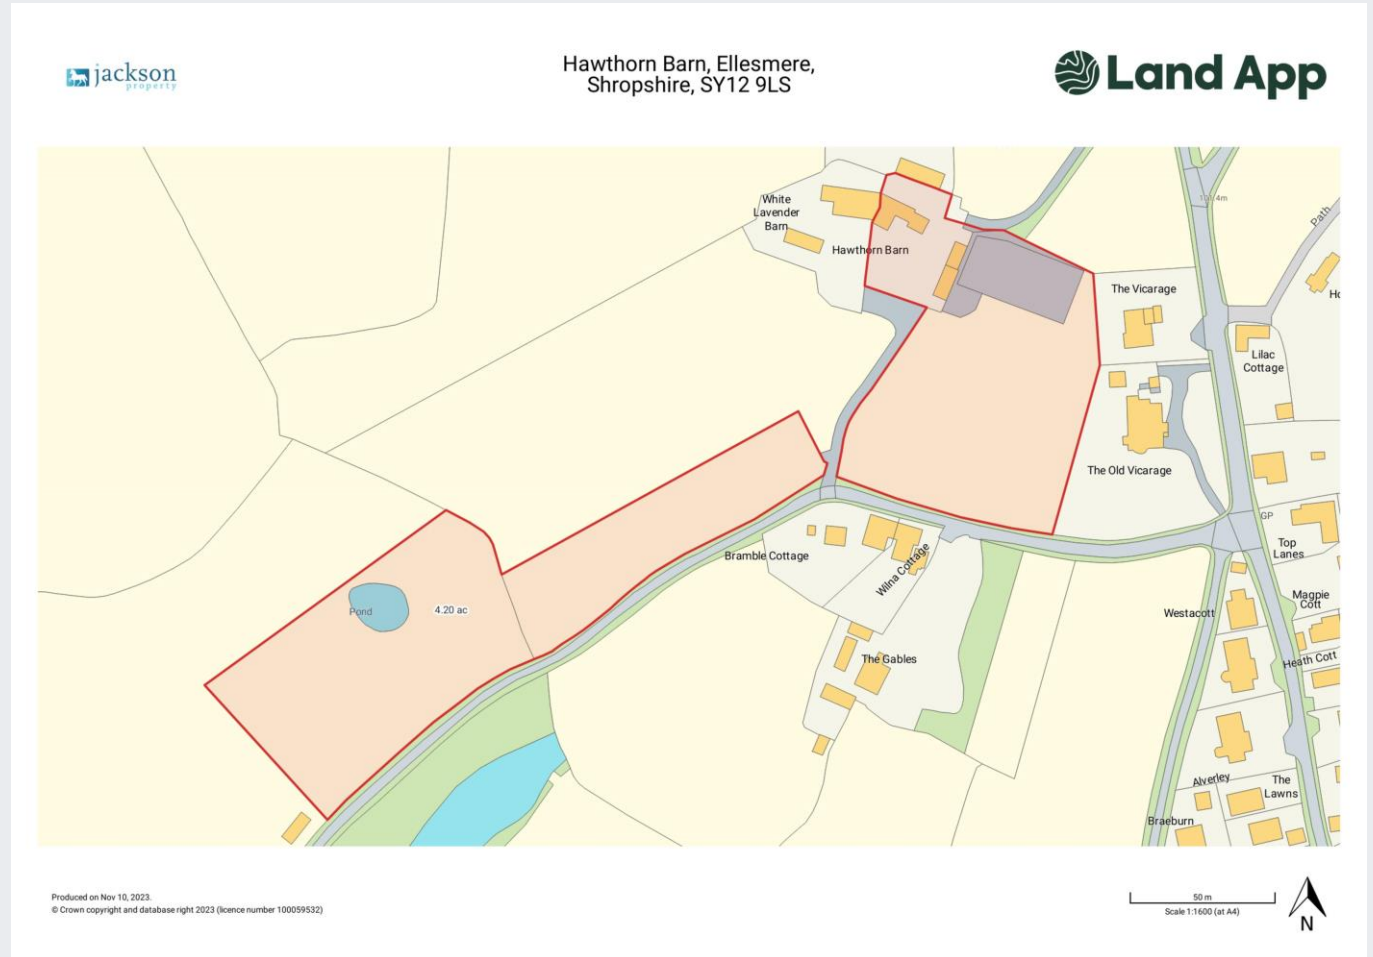 jackson
property
Hawthorn Barn, Ellesmere,
Shropshire, SY12 9LS
Land App
White
Lavender
Barn
Hawthorn Barn
Path
The Vicarage
Lilac
Cottage
The Old Vicarage
GP
Top
Lanes
Bramble Cottage
Wilna Cottage
Pond
4.20 ac
Westacott
Magpie
Cott
The Gables
Heath Cott
Alverley
The
Lawns
Braeburn
Produced on Nov 10, 2023.
© Crown copyright and database right 2023 (licence number 100059532)
50 m
Scale 1:1600 (at A4)
N